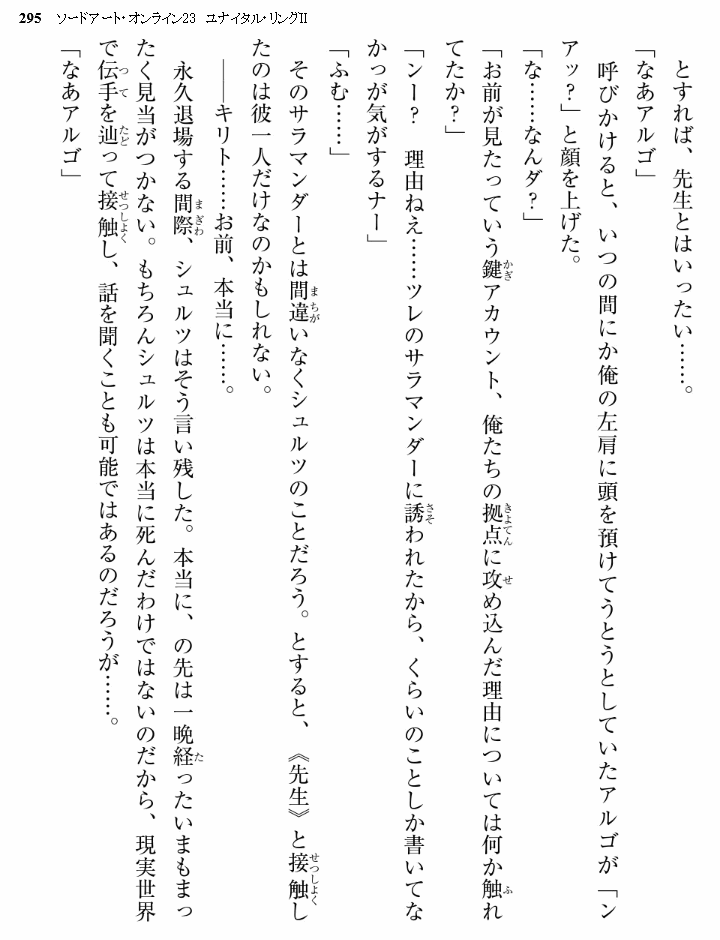 295 ソードアート・オンライン23 ユナイタル・リングII
とすれば、先生とはいったい……。
「なあアルゴ」
呼びかけると、いつの間にか俺の左肩に頭を預けてうとうとしていたアルゴが「ン
アッ?」と顔を上げた。
「な……なんダ?」
「お前が見たっていう鍵アカウント、俺たちの拠点に攻め込んだ理由については何か触れ
てたか?」
「ンー? 理由ねえ……ツレのサラマンダーに誘われたから、くらいのことしか書いてな
かっが気がするナー」
「ふむ……」
そのサラマンダーとは間違いなくシュルツのことだろう。とすると、《先生》と接触し
たのは彼一人だけなのかもしれない。
――キリト……お前、本当に……。
永久退場する間際、シュルツはそう言い残した。本当に、の先は一晩経ったいまもまっ
たく見当がつかない。もちろんシュルツは本当に死んだわけではないのだから、現実世界
で伝手を辿って接触し、話を聞くことも可能ではあるのだろうが……。
「なあアルゴ」